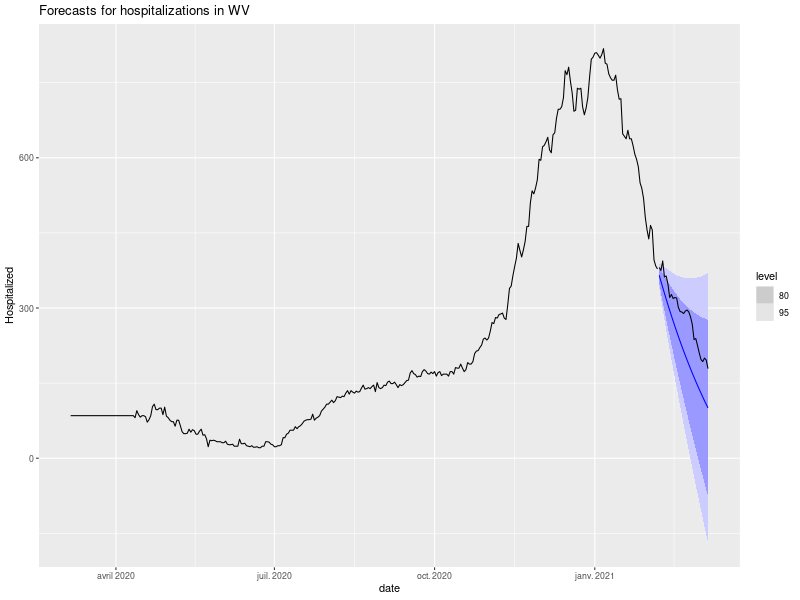 Forecasts for hospitalizations in WV
Hospitalized
600
300
0
avril 2020
juil. 2020
oct. 2020
janv. 2021
date
level
80
95